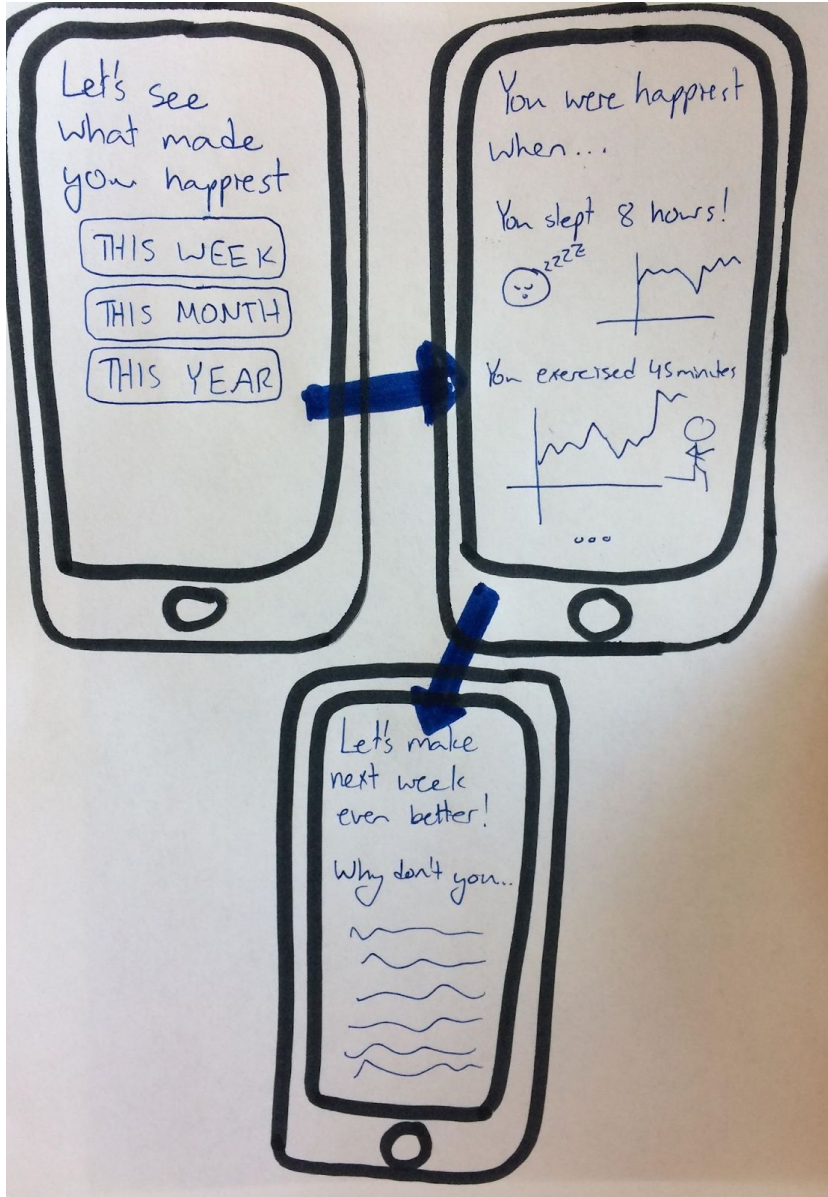 Let's see
what made
you happiest
THIS WEEK
THIS MONTH
THIS YEAR
You were happiest
when...
You slept 8 hours!
zzzz
You exercised 45 minutes
...
Let's make
next week
even better!
Why don't you..